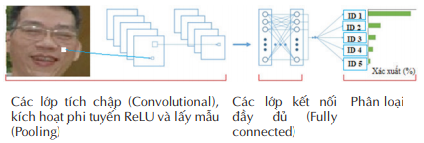 ID 1
ID 2
ID 3
ID 4
ID 5
Xác xuất (%)
Các lớp tích chập (Convolutional),
kích hoạt phi tuyến ReLU và lấy mẫu
(Pooling)
Các lớp kết nối
đầy đủ (Fully
connected)
Phân loại